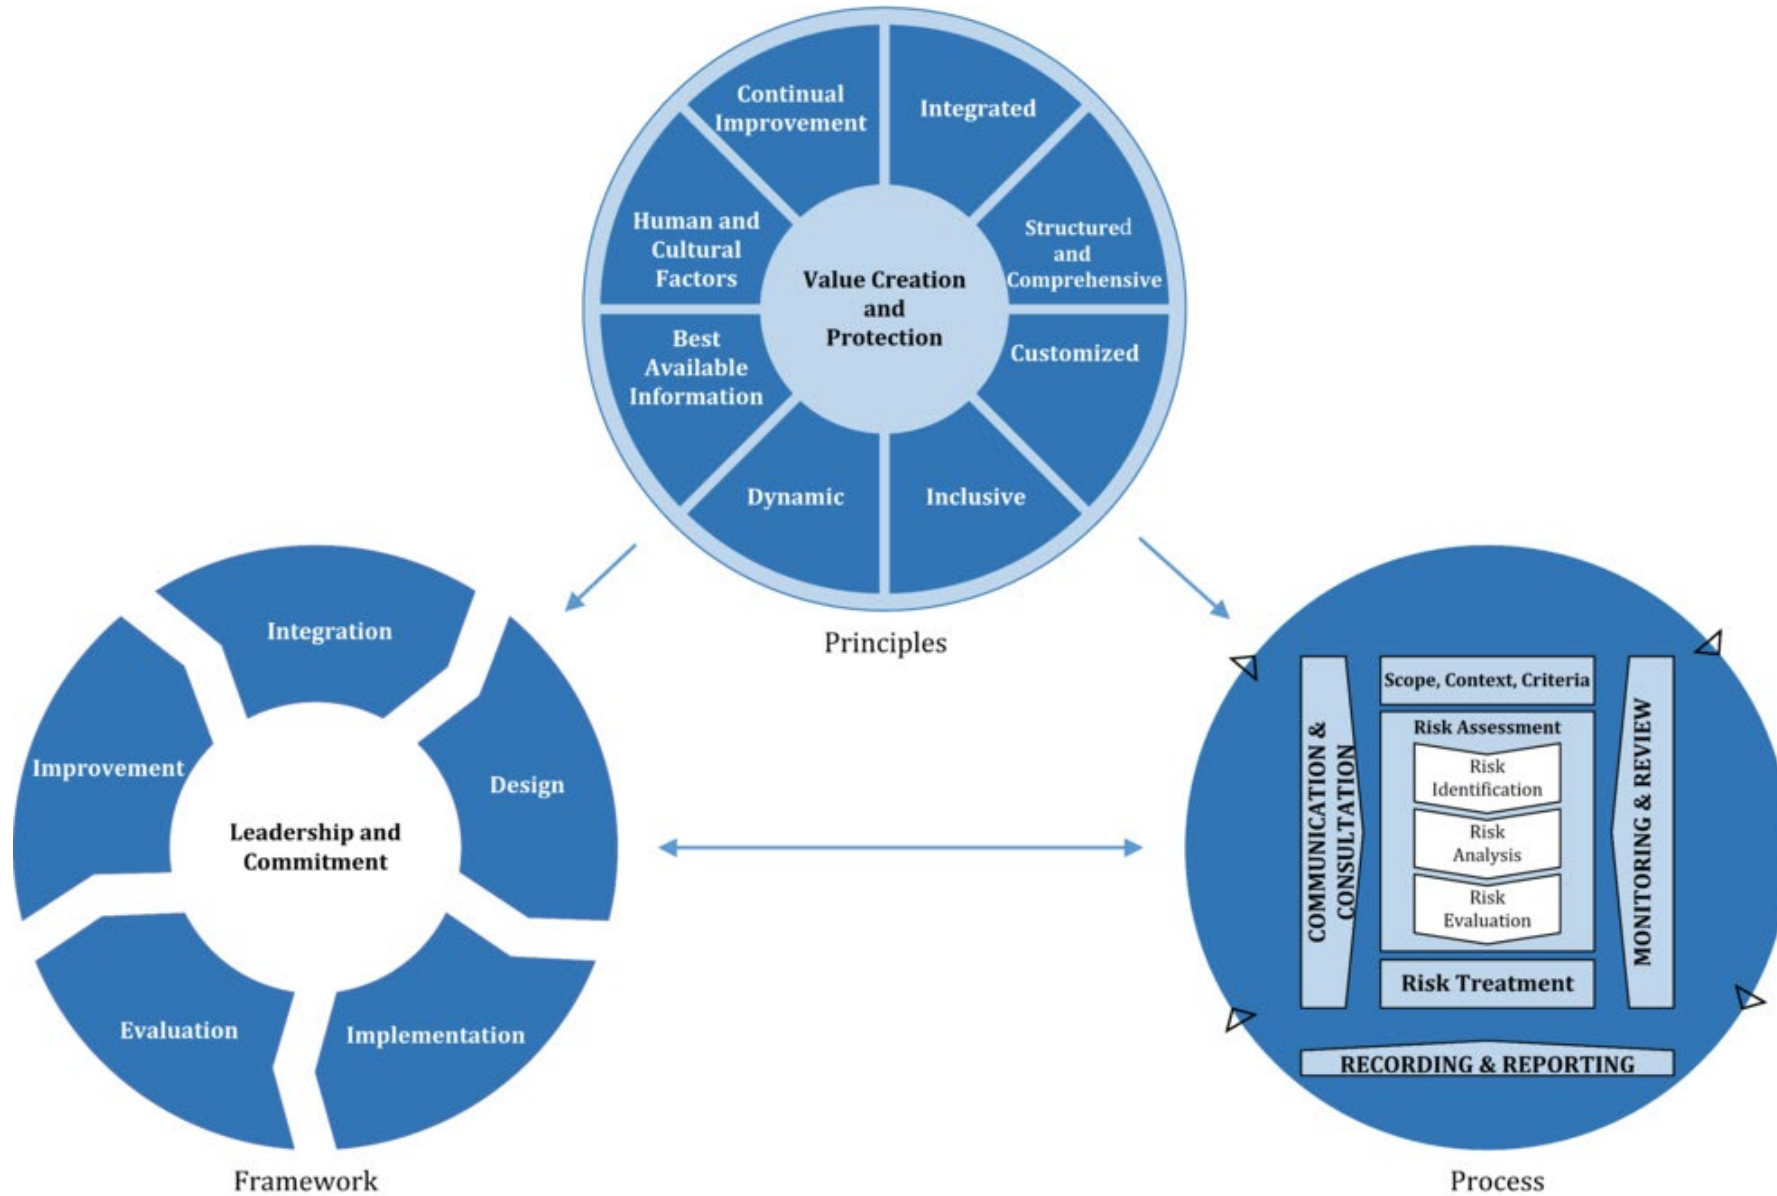 Continual
Improvement
Integrated
Human and
Cultural
Factors
Structured
and
Comprehensive
Value Creation
and
Protection
Best
Available
Information
Customized
Dynamic
Inclusive
Principles
Integration
Improvement
Design
Leadership and
Commitment
Evaluation
Implementation
Framework
Scope, Context, Criteria
Risk Assessment
Risk
Identification
Risk
Analysis
Risk
Evaluation
Risk Treatment
COMMUNICATION &
CONSULTATION
MONITORING & REVIEW
RECORDING & REPORTING
Process